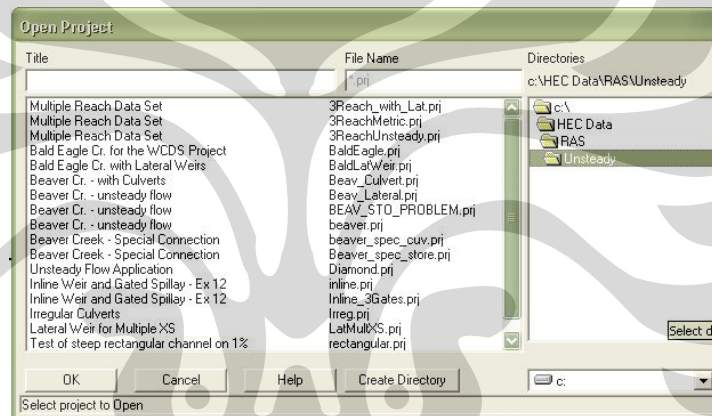 Open Project
Title File Name Directories
*.prj c:\HEC Data\RAS\Unsteady
Multiple Reach Data Set 3Reach_with_Lat.prj c:\
Multiple Reach Data Set 3ReachMetric.prj HEC Data
Multiple Reach Data Set 3ReachUnsteady.prj RAS
Bald Eagle Cr. for the WCDS Project BaldEagle.prj Unsteady
Bald Eagle Cr. with Lateral Weirs BaldLatWeir.prj
Beaver Cr. - with Culverts Beav_Culvert.prj
Beaver Cr. - unsteady flow Beav_Lateral.prj
Beaver Cr. - unsteady flow BEAV_STO_PROBLEM.prj
Beaver Cr. - unsteady flow beaver.prj
Beaver Creek - Special Connection beaver_spec_cuv.prj
Beaver Creek - Special Connection Beaver_spec_store.prj
Unsteady Flow Application Diamond.prj
Inline Weir and Gated Spillay - Ex 12 inline.prj
Inline Weir and Gated Spillay - Ex 12 Inline_3Gates.prj
Irregular Culverts Irreg.prj
Lateral Weir for Multiple XS LatMultXS.prj
Test of steep rectangular channel on 1% rectangular.prj
Select d
OK Cancel Help Create Directory c:
Select project to Open